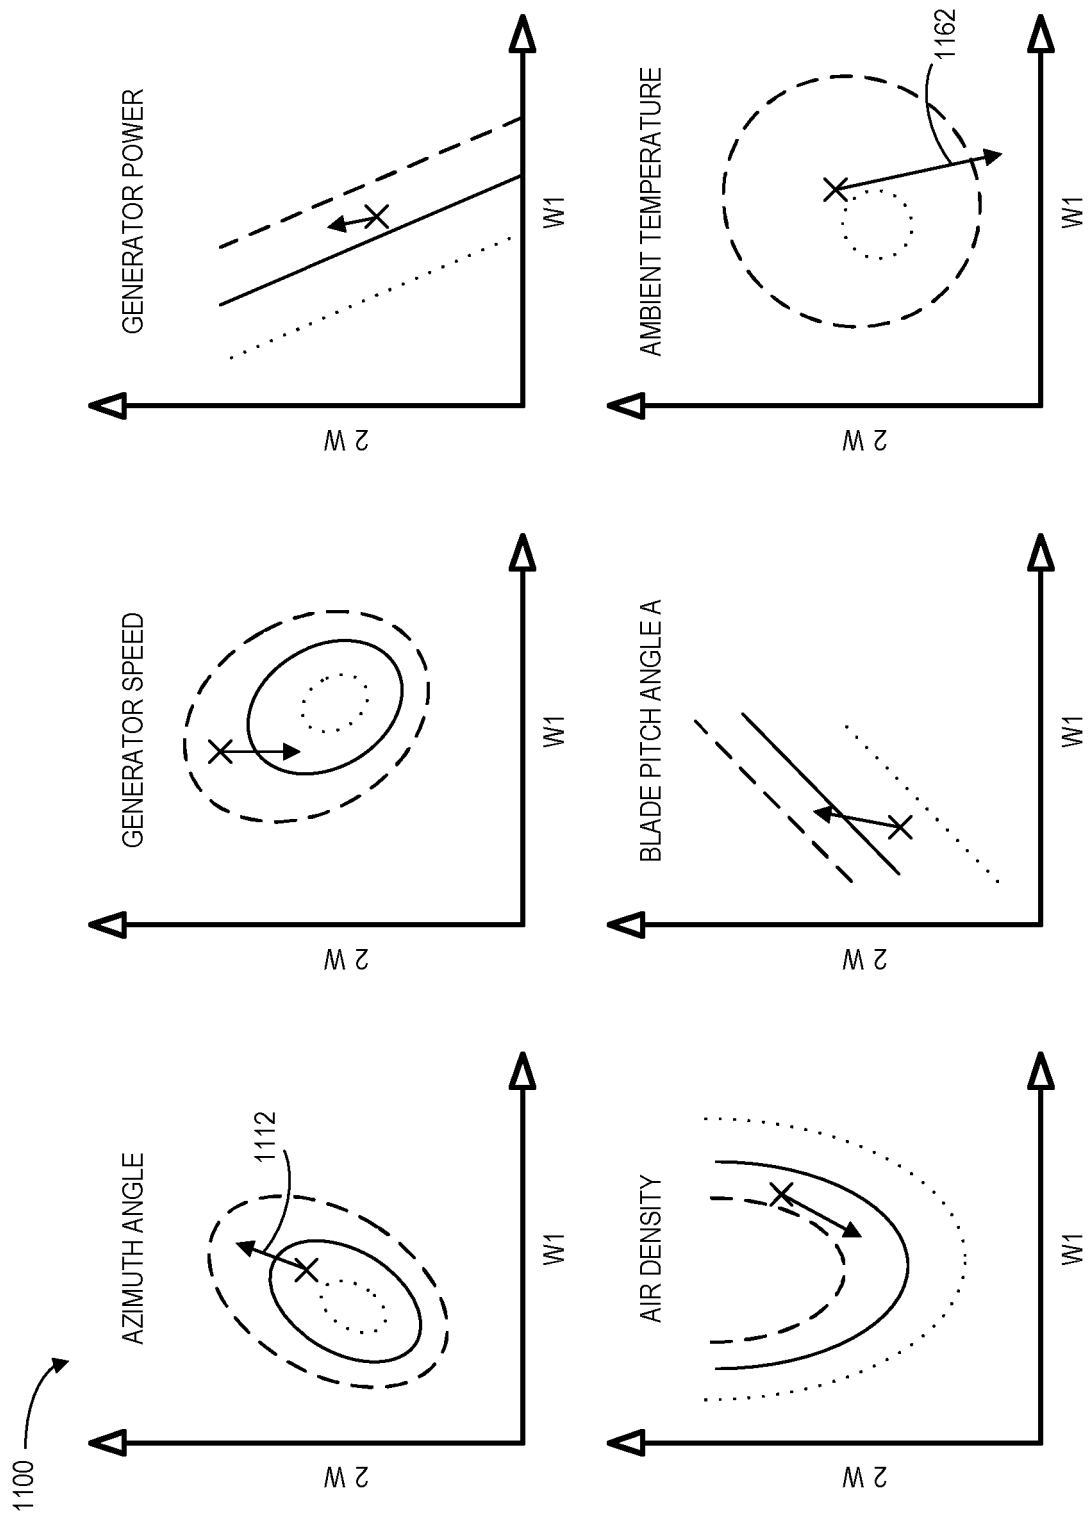 1100
AZIMUTH ANGLE
1112
2 W
W1
GENERATOR SPEED
2 W
W1
GENERATOR POWER
2 W
W1
AIR DENSITY
2 W
W1
BLADE PITCH ANGLE A
2 W
W1
AMBIENT TEMPERATURE
1162
2 W
W1